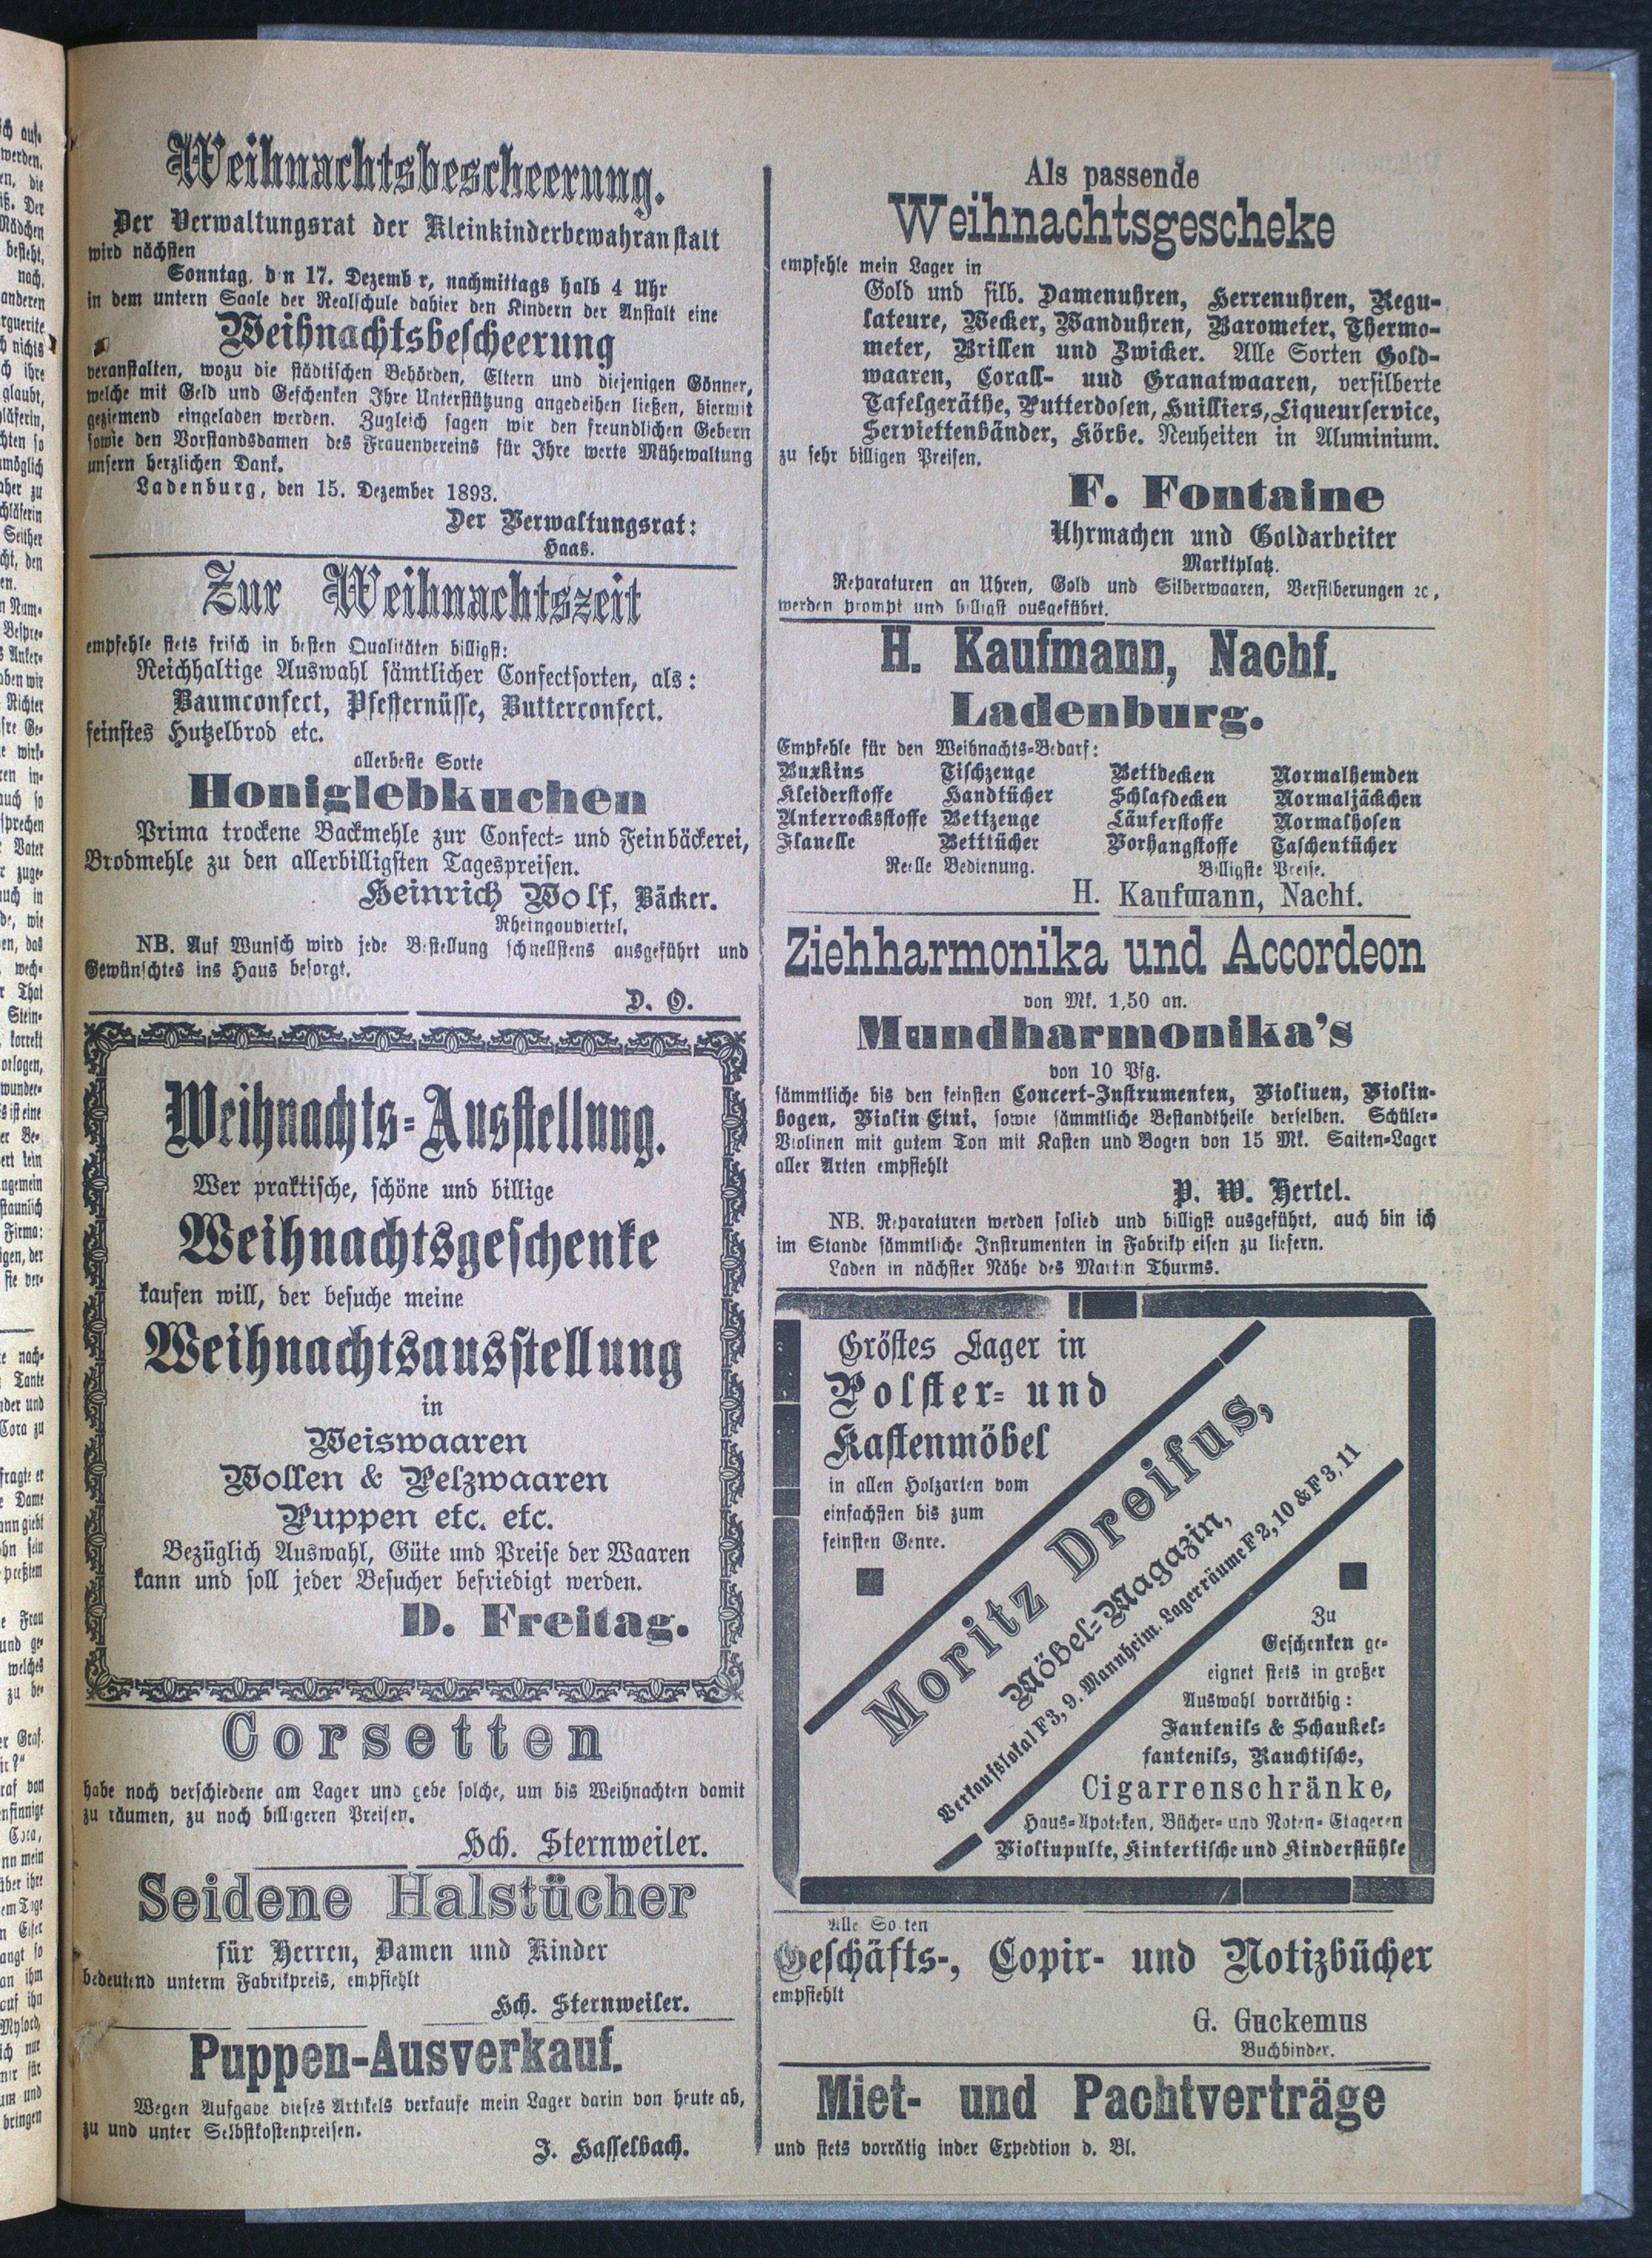 Weihnachtsbescheerung.
Der Verwaltungsrat der Kleinkinderbewahranstalt
wird nächsten
Sonntag, d n 17. Dezemb r, nachmittags halb 4 Uhr
in dem untern Saale der Realschule dahier den Kindern der Anstalt eine
Weihnachtsbescheerung
veranstalten, wozu die städtischen Behörden, Eltern und diejenigen Gönner,
welche mit Geld und Geschenken Ihre Unterstützung angedeihen ließen, hiermit
geziemend eingeladen werden. Zugleich sagen wir den freundlichen Gebern
sowie den Vorstandsdamen des Frauenvereins für Ihre werte Mühewaltung
unsern herzlichen Dank.
Ladenburg, den 15. Dezember 1893.
Der Verwaltungsrat:
Haas.
Zur Weihnachtszeit
empfehle stets frisch in besten Qualitäten billigst:
Reichhaltige Auswahl sämtlicher Confectsorten, als:
Baumconfect, Pfeffernüsse, Butterconfect.
feinstes Hutzelbrod etc.
allerbeste Sorte
Honiglebkuchen
Prima trockene Backmehle zur Confect- und Feinbäckerei,
Brodmehle zu den allerbilligsten Tagespreisen.
Heinrich Wolf, Bäcker.
Rheingauviertel.
NB. Auf Wunsch wird jede Bestellung schnellstens ausgeführt und
Gewünschtes ins Haus besorgt.
D. O.
Weihnachts-Ausstellung.
Wer praktische, schöne und billige
Weihnachtsgeschenke
kaufen will, der besuche meine
Weihnachtsausstellung
in
Weiswaaren
Wollen & Pelzwaaren
Puppen etc. etc.
Bezüglich Auswahl, Güte und Preise der Waaren
kann und soll jeder Besucher befriedigt werden.
D. Freitag.
Corsetten
habe noch verschiedene am Lager und gebe solche, um bis Weihnachten damit
zu räumen, zu noch billigeren Preisen.
Hch. Sternweiler.
Seidene Halstücher
für Herren, Damen und Kinder
bedeutend unterm Fabrikpreis, empfiehlt
Hch. Sternweiler.
Puppen-Ausverkauf.
Wegen Aufgabe dieses Artikels verkaufe mein Lager darin von heute ab,
zu und unter Selbstkostenpreisen.
J. Hasselbach.
Als passende
Weihnachtsgescheke
empfehle mein Lager in
Gold und silb. Damenuhren, Herrenuhren, Regu-
lateure, Wecker, Wanduhren, Barometer, Thermo-
meter, Brillen und Zwicker. Alle Sorten Gold-
waaren, Corall- und Granatwaaren, versilberte
Tafelgeräthe, Butterdosen, Huilliers, Liqueurservice,
Serviettenbänder, Körbe. Neuheiten in Aluminium.
zu sehr billigen Preisen.
F. Fontaine
Uhrmachen und Goldarbeiter
Marktplatz.
Reparaturen an Uhren, Gold und Silberwaaren, Versilberungen ꝛc,
werden prompt und billigst ausgeführt.
H. Kaufmann, Nachf.
Ladenburg.
Empfehle für den Weihnachts-Bedarf:
Buxkins Tischzeuge Bettdecken Normalhemden
Kleiderstoffe Handtücher Schlafdecken Normaljäckchen
Unterrocksstoffe Bettzeuge Läuferstoffe Normalhosen
Flanelle Betttücher Vorhangstoffe Taschentücher
Reelle Bedienung. Billigste Preise.
H. Kaufmann, Nachf.
Ziehharmonika und Accordeon
von Mk. 1,50 an.
Mundharmonika's
von 10 Pfg.
sämmtliche bis den feinsten Concert-Instrumenten, Violinen, Violin-
bogen, Violin Etui, sowie sämmtliche Bestandtheile derselben. Schüler-
Violinen mit gutem Ton mit Kasten und Bogen von 15 Mk. Saiten-Lager
aller Arten empfiehlt
P. W. Hertel.
NB. Reparaturen werden solied und billigst ausgeführt, auch bin ich
im Stande sämmtliche Instrumenten in Fabrikp eisen zu liefern.
Laden in nächster Nähe des Martin Thurms.
Gröstes Lager in
Polster- und
Kastenmöbel
in allen Holzarten vom
einfachsten bis zum
feinsten Genre.
Moritz Dreifus,
Möbel-Magazin,
Verkaufslokal F 3, 9. Mannheim. Lagerräume F 2, 10 & F 3, 11
Zu
Geschenken ge-
eignet stets in großer
Auswahl vorräthig:
Fautenils & Schaukel-
fautenils, Rauchtische,
Cigarrenschränke,
Haus-Apoteken, Bücher- und Noten- Etageren
Violinpulte, Kintertische und Kinderstühle
Alle So ten
Geschäfts-, Copir- und Notizbücher
empfiehlt
G. Guckemus
Buchbinder.
Miet- und Pachtverträge
und stets vorrätig inder Expedtion d. Bl.